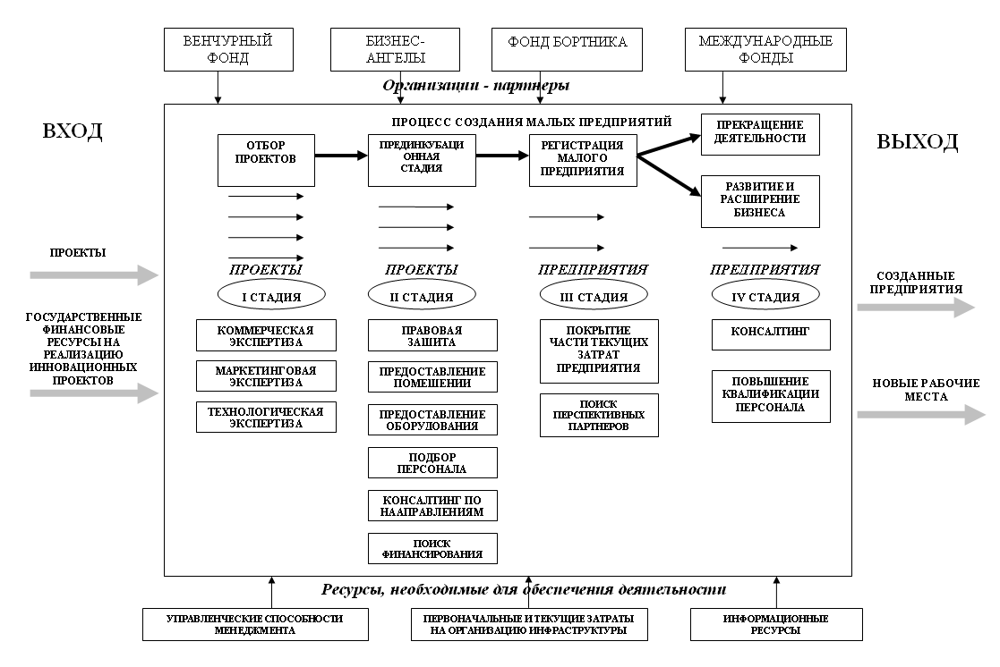 ВЕНЧУРНЫЙ
ФОНД
БИЗНЕС-
АНГЕЛЫ
ФОНД БОРТНИКА
МЕЖДУНАРОДНЫЕ
ФОНДЫ
Организации - партнеры
ВХОД
ПРОЦЕСС СОЗДАНИЯ МАЛЫХ ПРЕДПРИЯТИЙ
ВЫХОД
ОТБОР
ПРОЕКТОВ
ПРЕДИНКУБАЦИ
ОННАЯ
СТАДИЯ
РЕГИСТРАЦИЯ
МАЛОГО
ПРЕДПРИЯТИЯ
ПРЕКРАЩЕНИЕ
ДЕЯТЕЛЬНОСТИ
РАЗВИТИЕ И
РАСШИРЕНИЕ
БИЗНЕСА
ПРОЕКТЫ
ГОСУДАРСТВЕННЫЕ
ФИНАНСОВЫЕ
РЕСУРСЫ НА
РЕАЛИЗАЦИЮ
ИННОВАЦИОННЫХ
ПРОЕКТОВ
ПРОЕКТЫ
I СТАДИЯ
КОММЕРЧЕСКАЯ
ЭКСПЕРТИЗА
МАРКЕТИНГОВАЯ
ЭКСПЕРТИЗА
ТЕХНОЛОГИЧЕСКАЯ
ЭКСПЕРТИЗА
ПРОЕКТЫ
II СТАДИЯ
ПРАВОВАЯ
ЗАШИТА
ПРЕДОСТАВЛЕНИЕ
ПОМЕШЕНИИ
ПРЕДОСТАВЛЕНИЕ
ОБОРУДОВАНИЯ
ПОДБОР
ПЕРСОНАЛА
КОНСАЛТИНГ ПО
НААПРАВЛЕНИЯМ
ПОИСК
ФИНАНСИРОВАНИЯ
ПРЕДПРИЯТИЯ
III СТАДИЯ
ПОКРЫТИЕ
ЧАСТИ ТЕКУЩИХ
ЗАТРАТ
ПРЕДПРИЯТИЯ
ПОИСК
ПЕРСПЕКТИВНЫХ
ПАРТНЕРОВ
ПРЕДПРИЯТИЯ
IV СТАДИЯ
КОНСАЛТИНГ
ПОВЫШЕНИЕ
КВАЛИФИКАЦИИ
ПЕРСОНАЛА
СОЗДАННЫЕ
ПРЕДПРИЯТИЯ
НОВЫЕ РАБОЧИЕ
МЕСТА
Ресурсы, необходимые для обеспечения деятельности
УПРАВЛЕНЧЕСКИЕ СПОСОБНОСТИ
МЕНЕДЖМЕНТА
ПЕРВОНАЧАЛЬНЫЕ И ТЕКУЩИЕ ЗАТРАТЫ
НА ОРГАНИЗАЦИЮ ИНФРАСТРУКТУРЫ
ИНФОРМАЦИОННЫЕ
РЕСУРСЫ